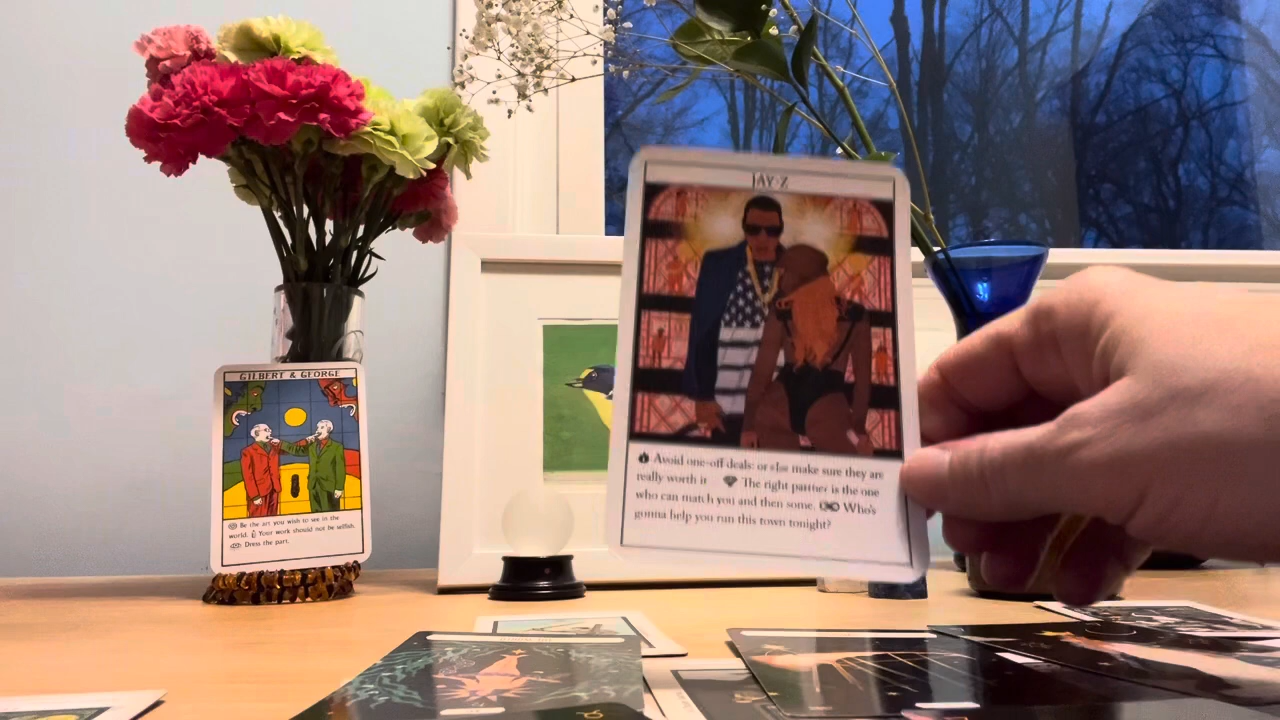 JAY-Z
Avoid one-off deals: or else make sure they are
really worth it The right partner is the one
who can match you and then some. Who's
gonna help you run this town tonight?
GILBERT & GEORGE
Be the art you wish to see in the
world. Your work should not be selfish.
Dress the part.